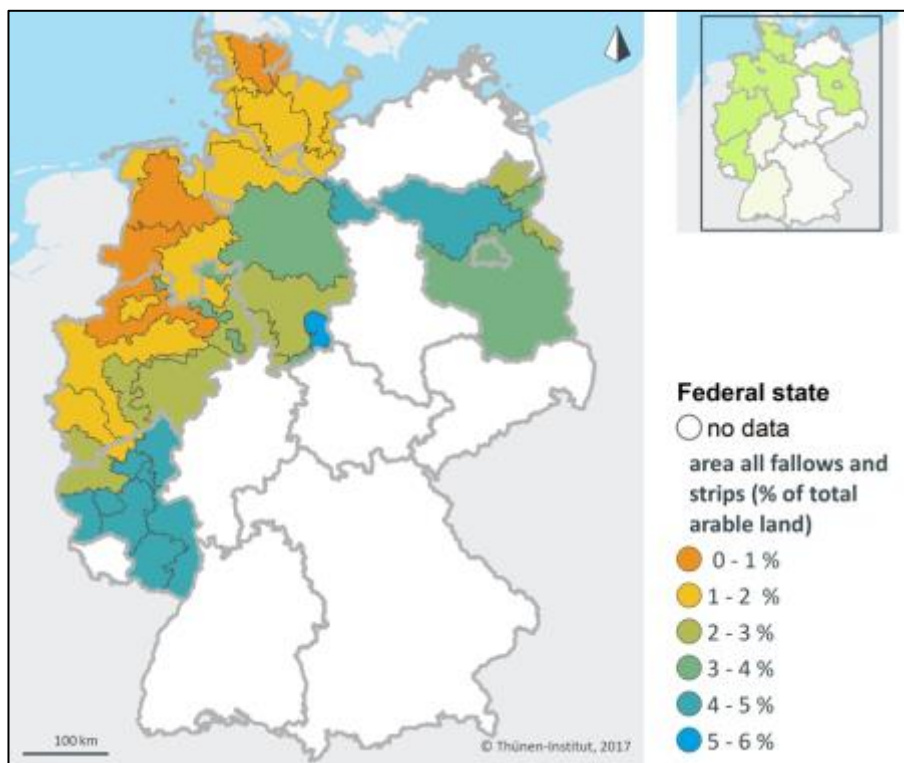 100 km
© Thünen-Institut, 2017
Federal state
no data
area all fallows and
strips (% of total
arable land)
0 - 1 %
1 - 2 %
2 - 3 %
3 - 4 %
4 - 5 %
5 - 6 %